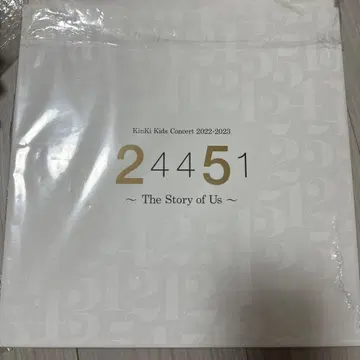 KinKi Kids Concert 2022-2023
24451
～ The Story of Us ～